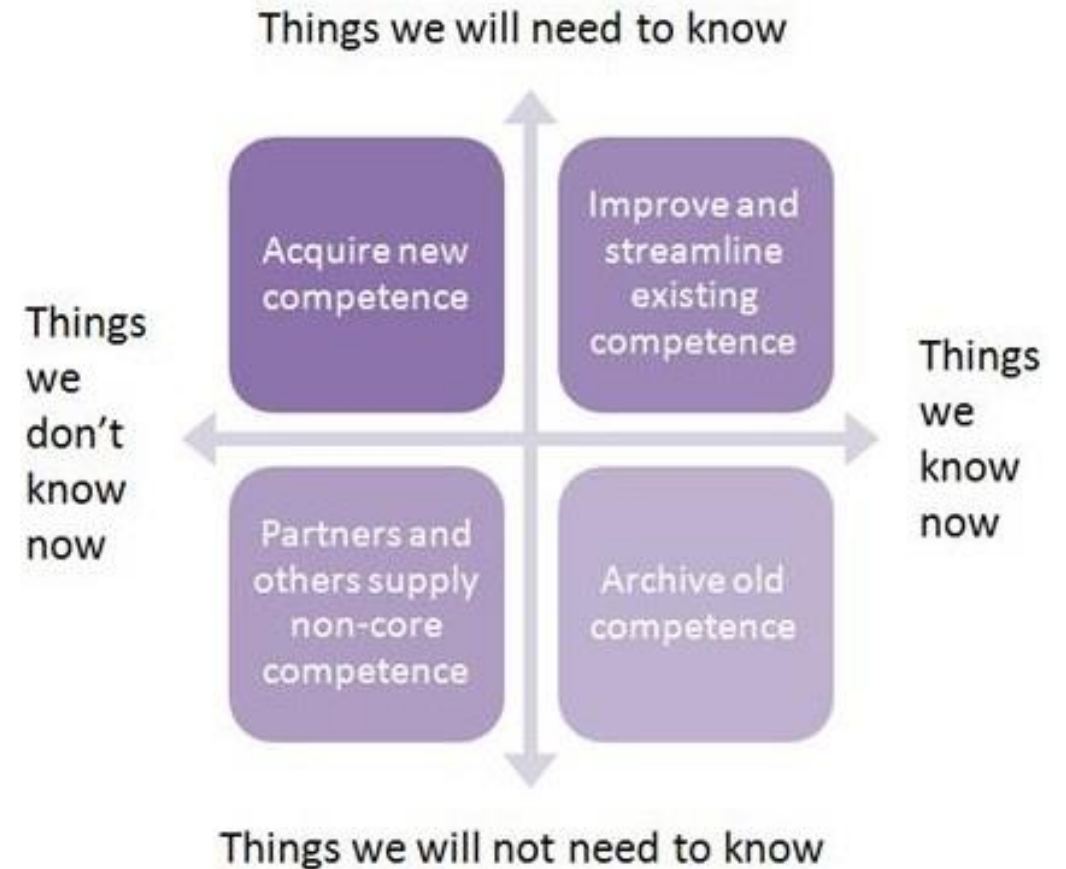 Things we will need to know
Acquire new
competence
Improve and
streamline
existing
competence
Things
we
don't
know
now
Things
we
know
now
Partners and
others supply
non-core
competence
Archive old
competence
Things we will not need to know